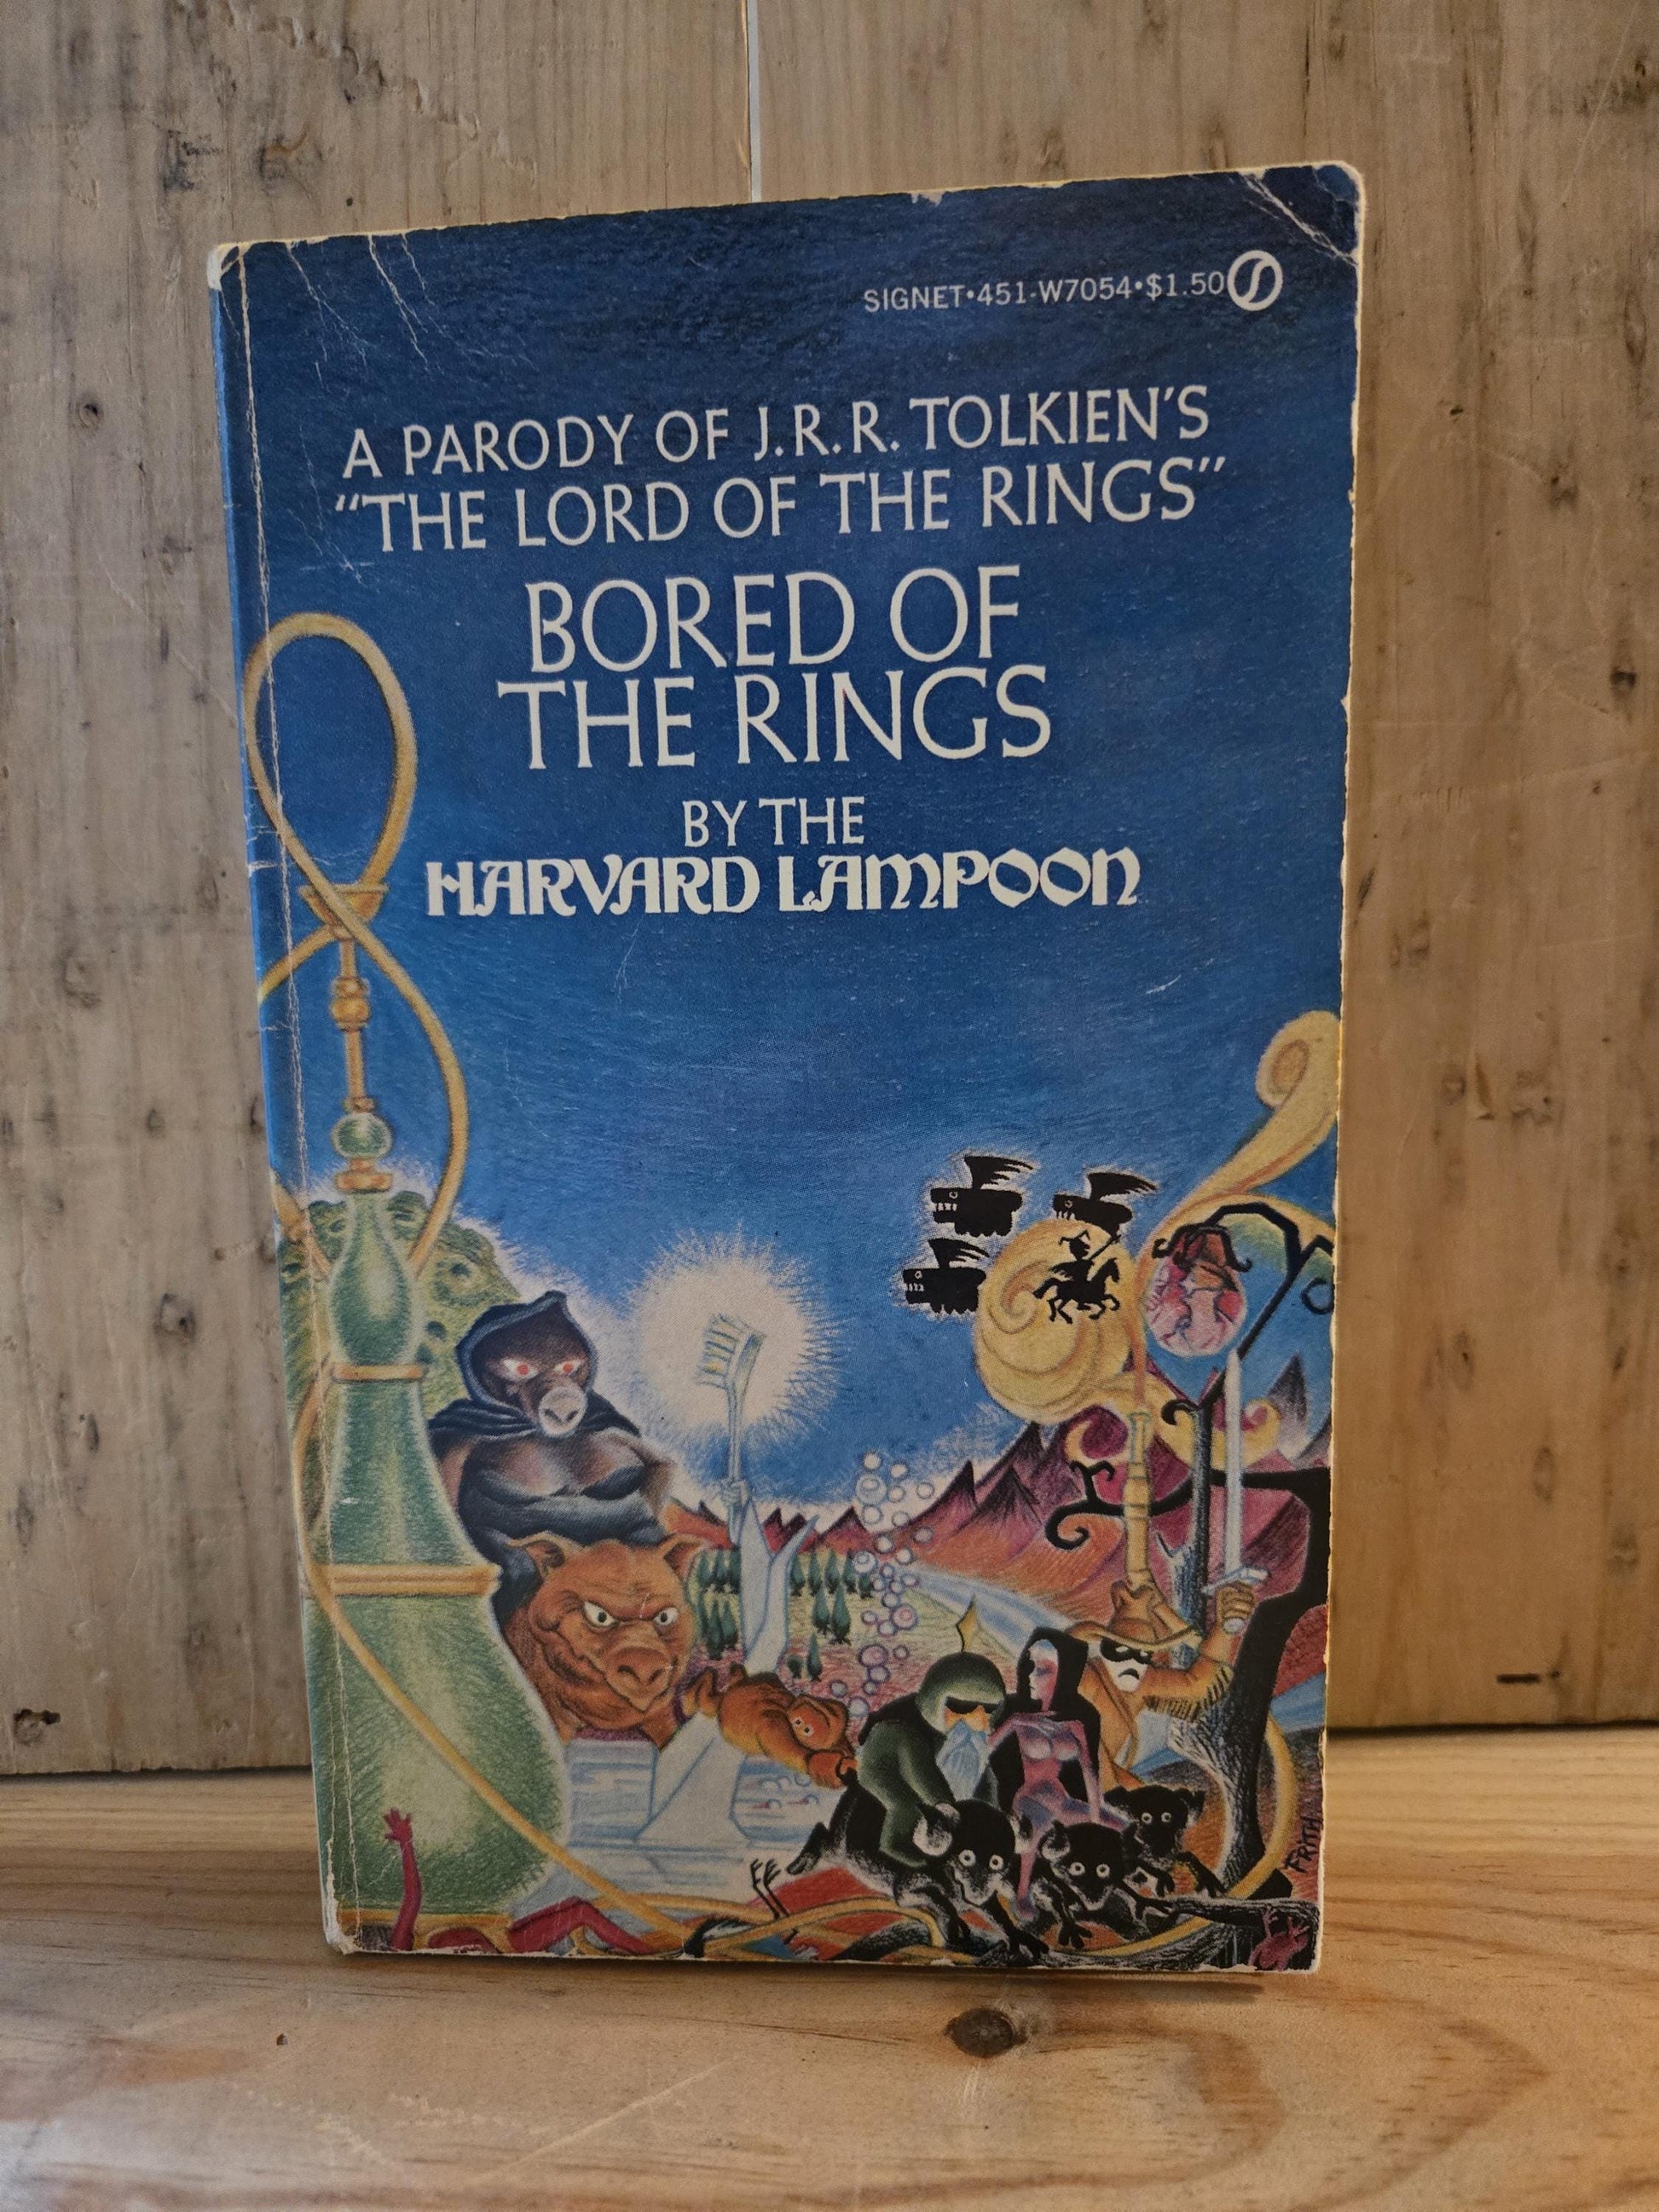 SIGNET•451-W7054•$1.50
A PARODY OF J.R.R. TOLKIEN'S
"THE LORD OF THE RINGS"
BORED OF
THE RINGS
BY THE
HARVARD LAMPOON
FRITH